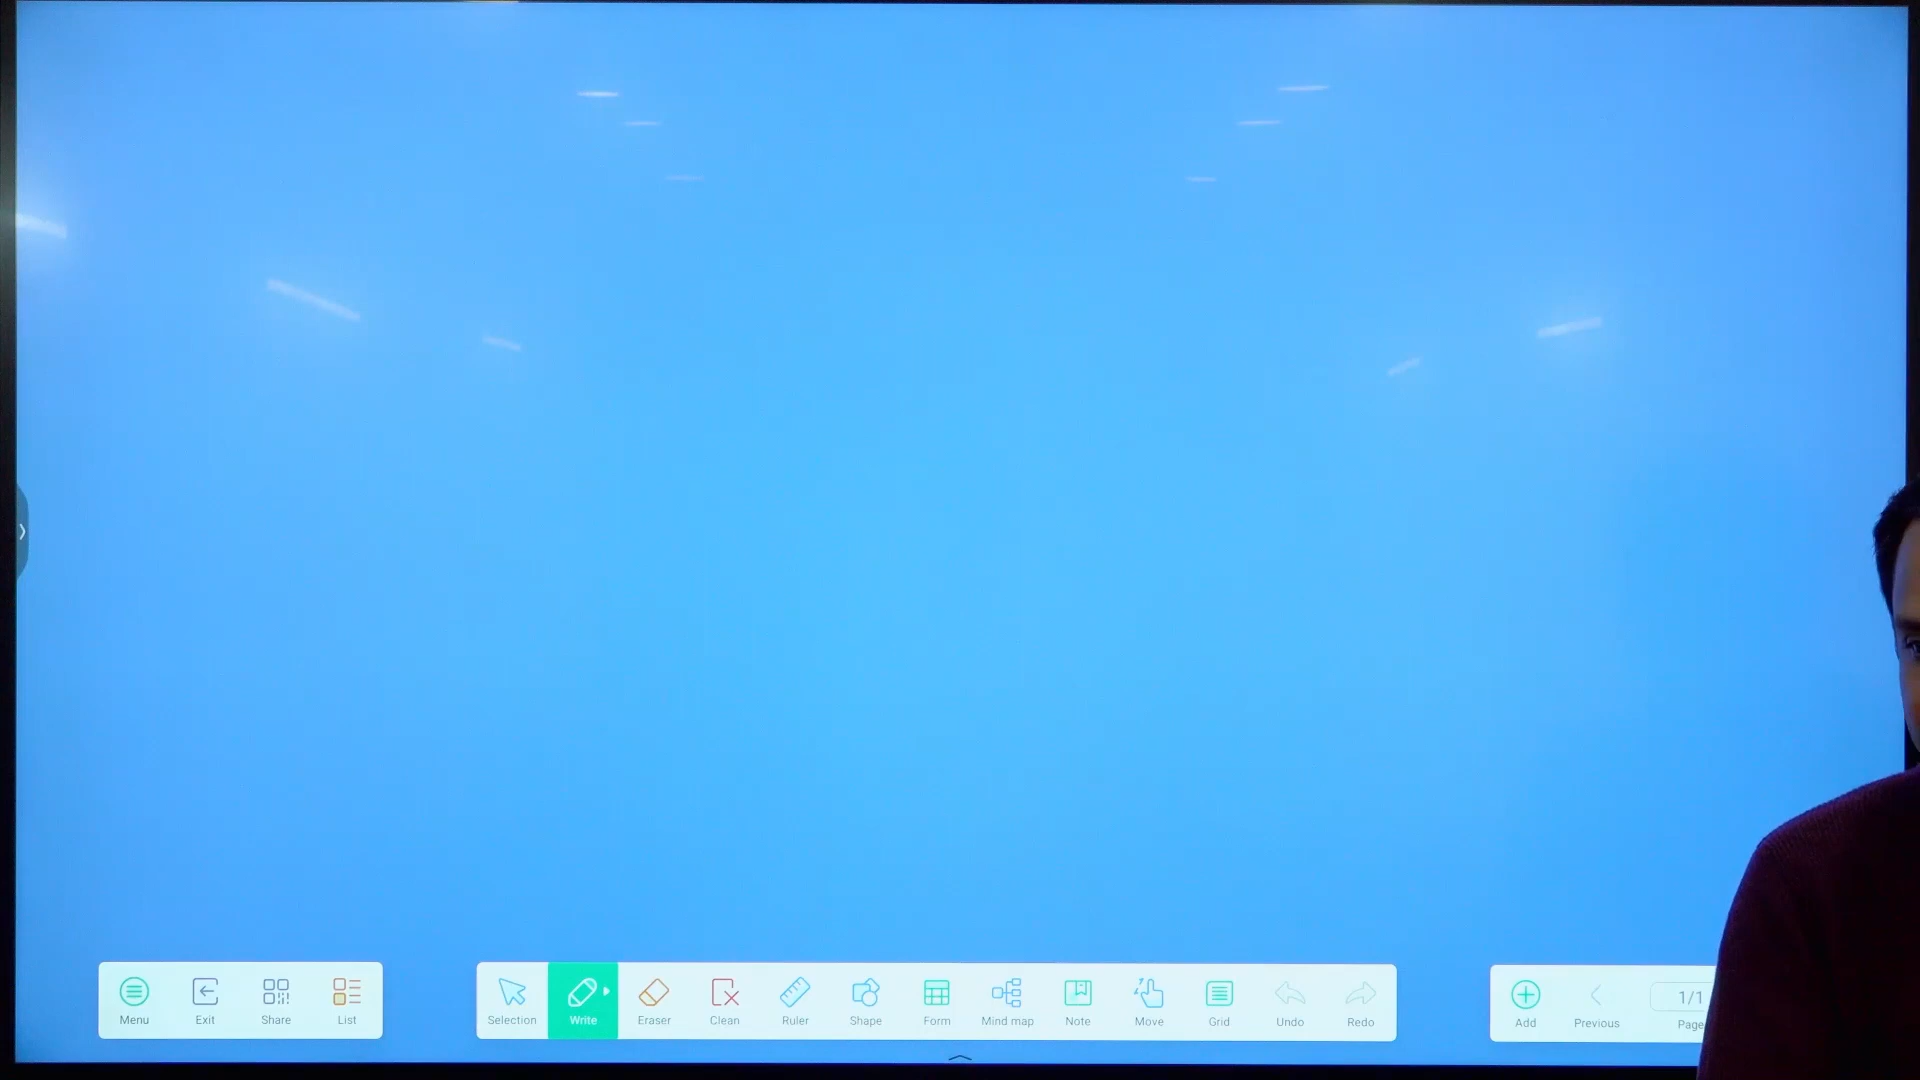 Menu Exit Share List
Selection Write Eraser Clean Ruler Shape Form Mind map Note Move Grid Undo Redo
Add Previous 1/1 Page